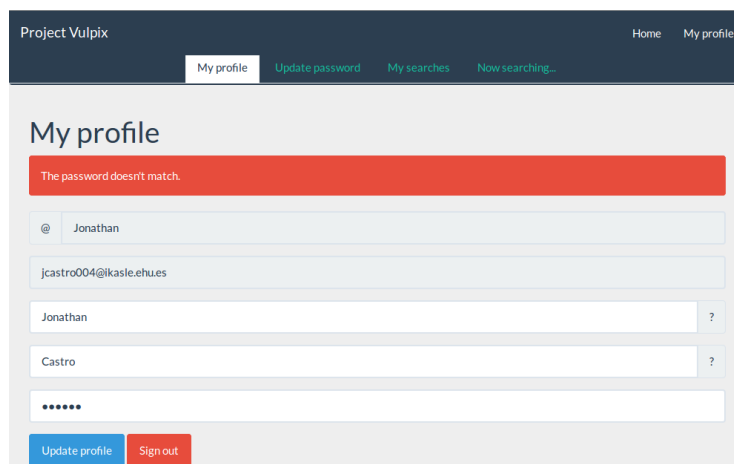 Project Vulpix Home My profile
My profile Update password My searches Now searching...
My profile
The password doesn't match.
@ Jonathan
jcastro004@ikasle.ehu.es
Jonathan ?
Castro ?
••••••
Update profile Sign out